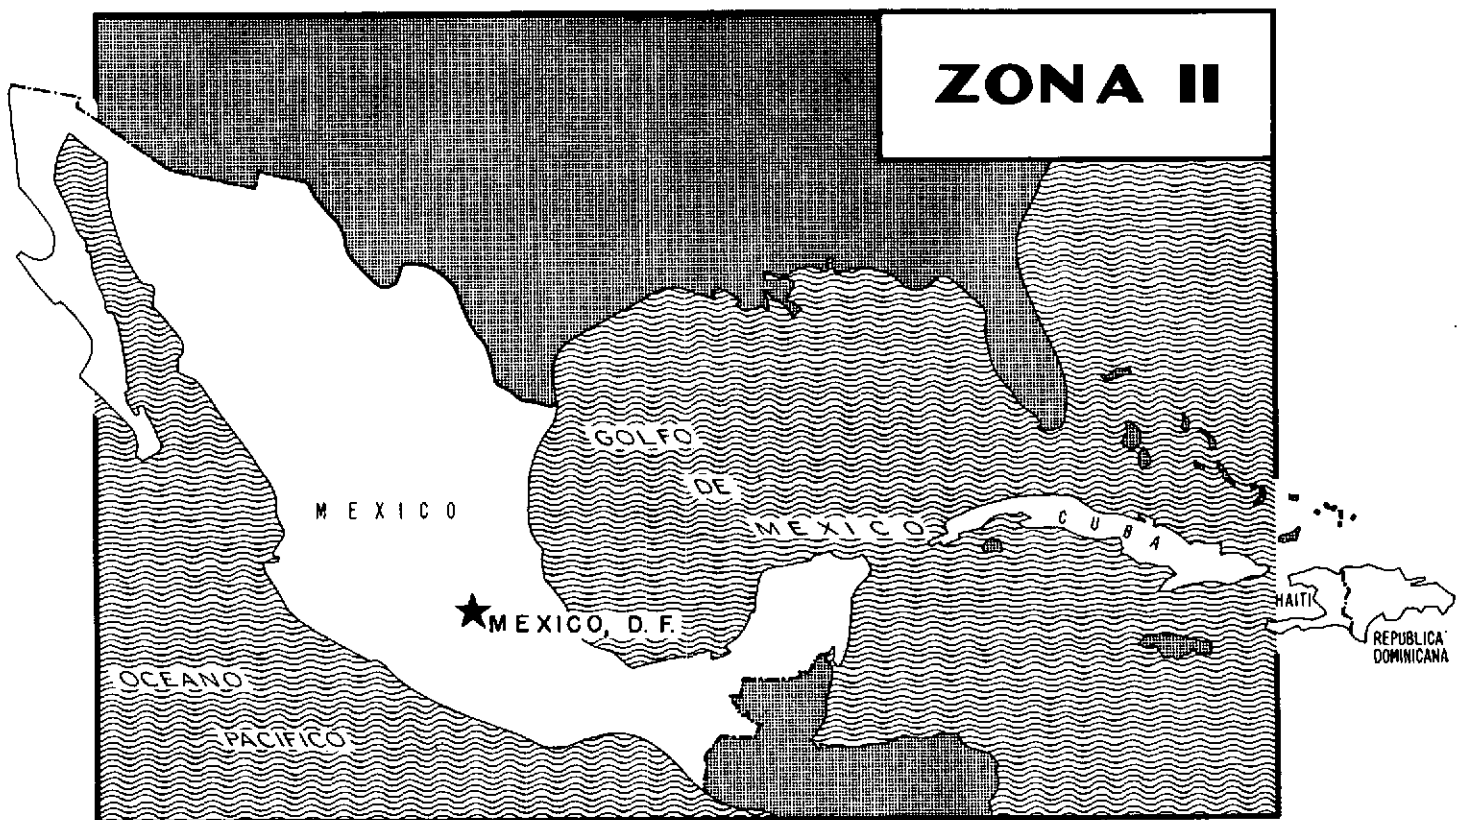 ZONA II
GOLFO
DE
MEXICO
MEXICO
CUBA
MEXICO, D. F.
HAITI
REPUBLICA
DOMINICANA
OCEANO
PACIFICO